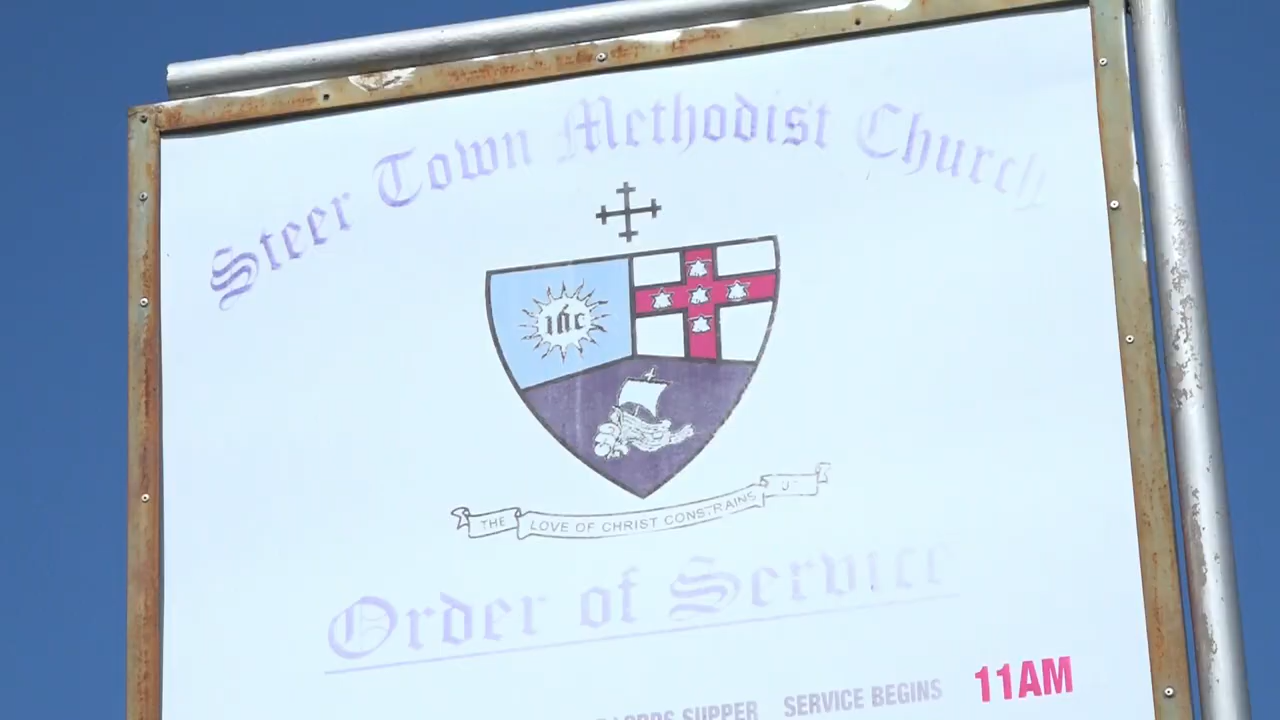 Steer Town Methodist Church
ihc
THE LOVE OF CHRIST CONSTRAINS
Order of Service
SUPPER SERVICE BEGINS 11AM